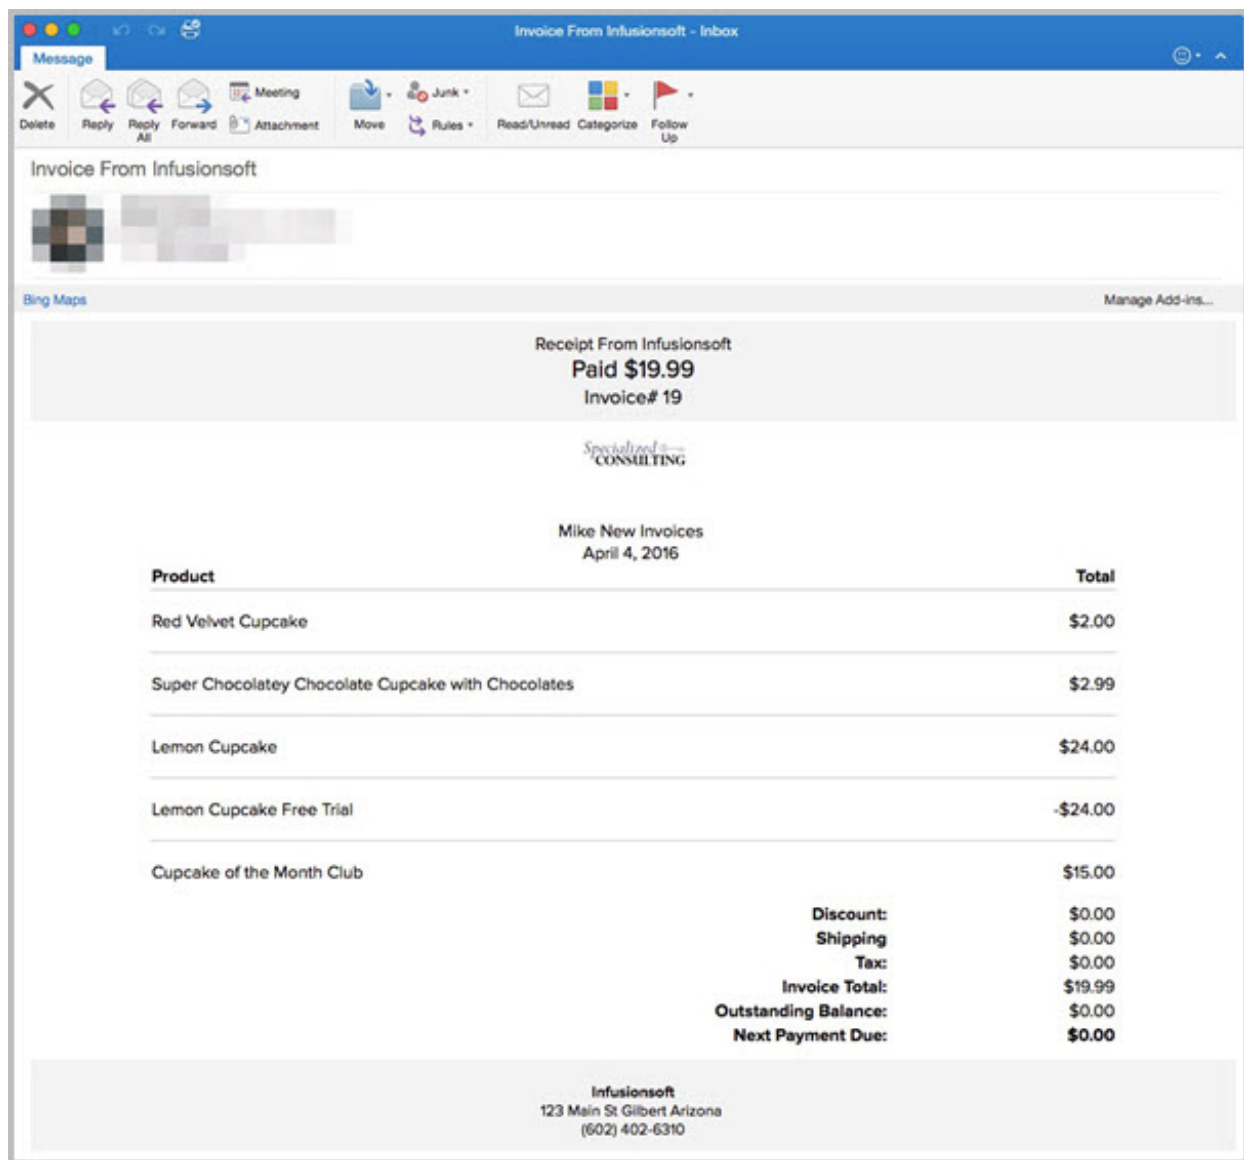 Invoice From Infusionsoft - Inbox
Message
Delete
Reply
Reply All
Forward
Meeting
Attachment
Move
Junk
Rules
Read/Unread
Categorize
Follow Up
Invoice From Infusionsoft
Bing Maps
Manage Add-ins...
Receipt From Infusionsoft
Paid $19.99
Invoice# 19
Specialized
CONSULTING
Mike New Invoices
April 4, 2016
Product Total
Red Velvet Cupcake $2.00
Super Chocolatey Chocolate Cupcake with Chocolates $2.99
Lemon Cupcake $24.00
Lemon Cupcake Free Trial -$24.00
Cupcake of the Month Club $15.00
Discount: $0.00
Shipping $0.00
Tax: $0.00
Invoice Total: $19.99
Outstanding Balance: $0.00
Next Payment Due: $0.00
Infusionsoft
123 Main St Gilbert Arizona
(602) 402-6310